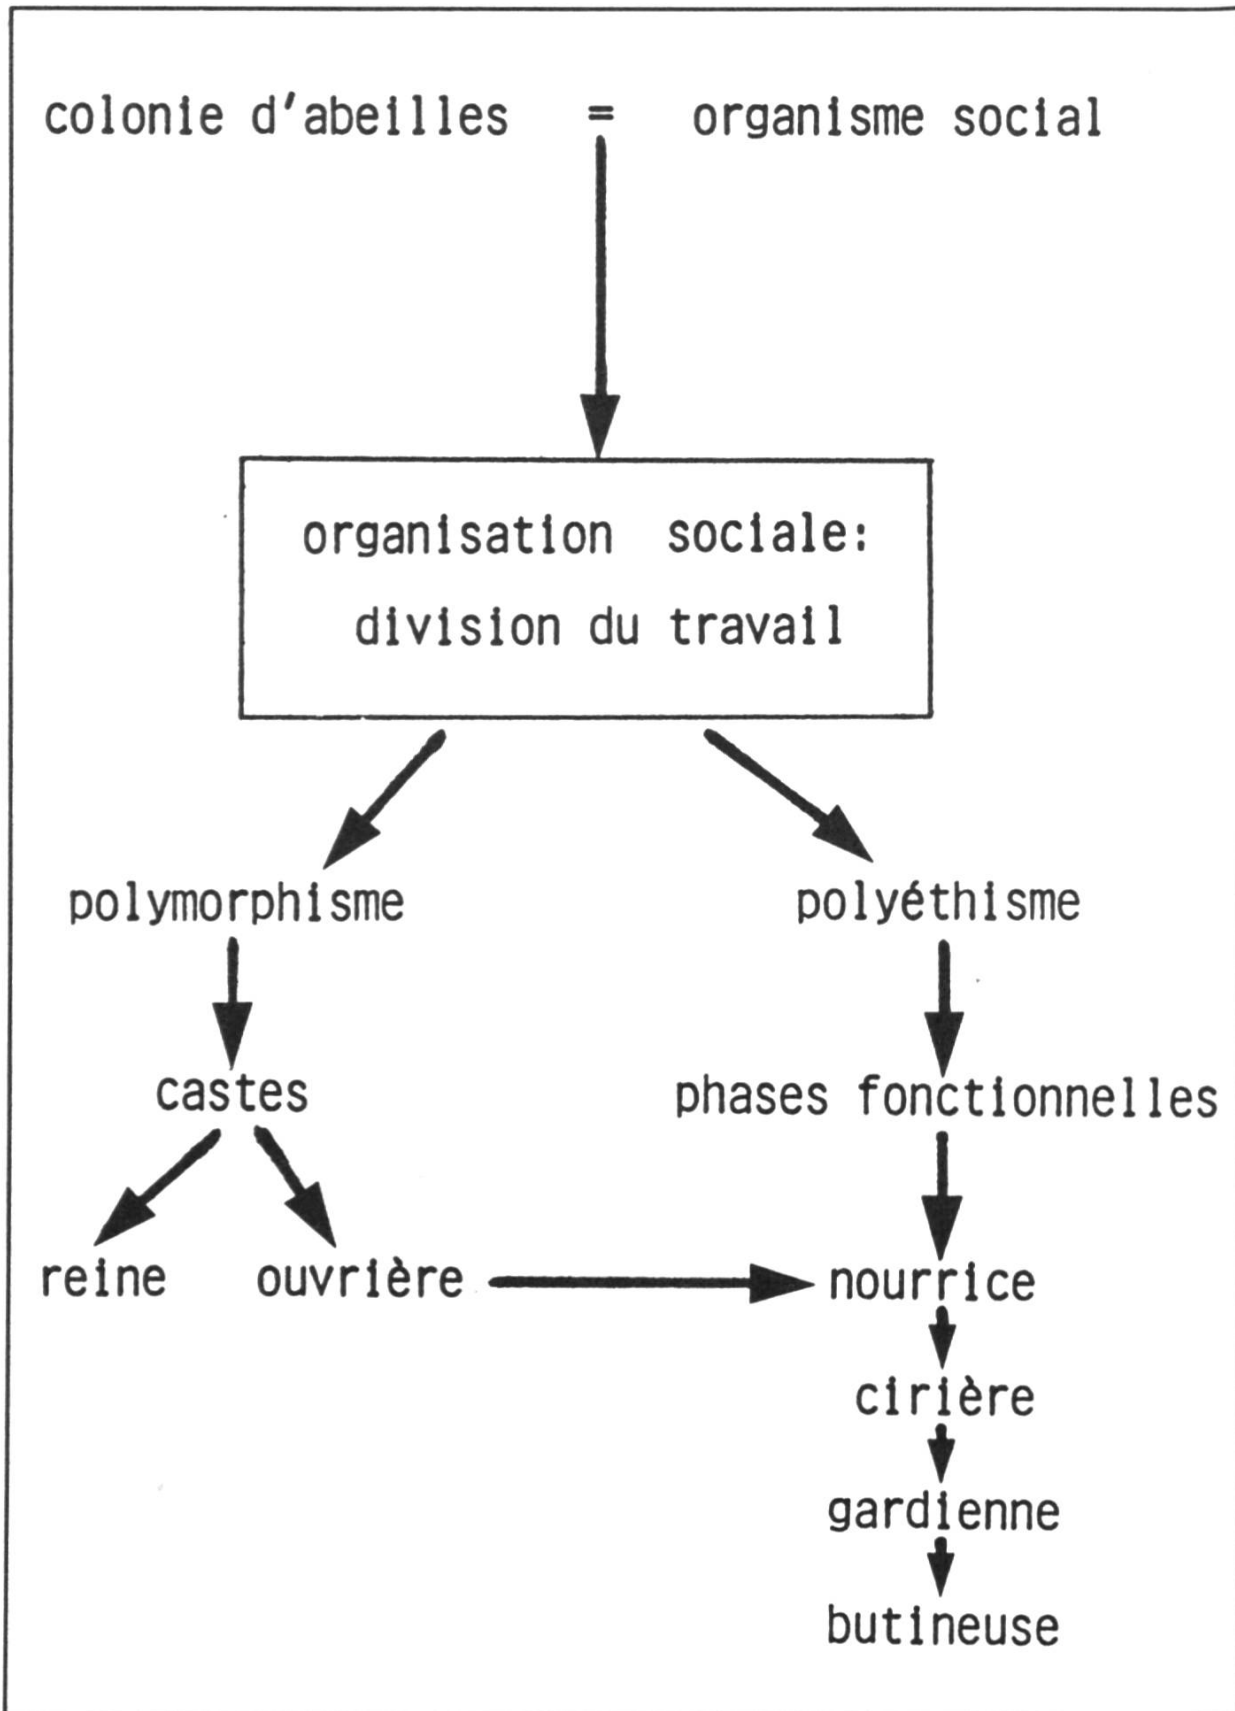 colonie d'abeilles = organisme social
organisation sociale:
division du travail
polymorphisme polyéthisme
castes phases fonctionnelles
reine ouvrière nourrice
cirière
gardienne
butineuse